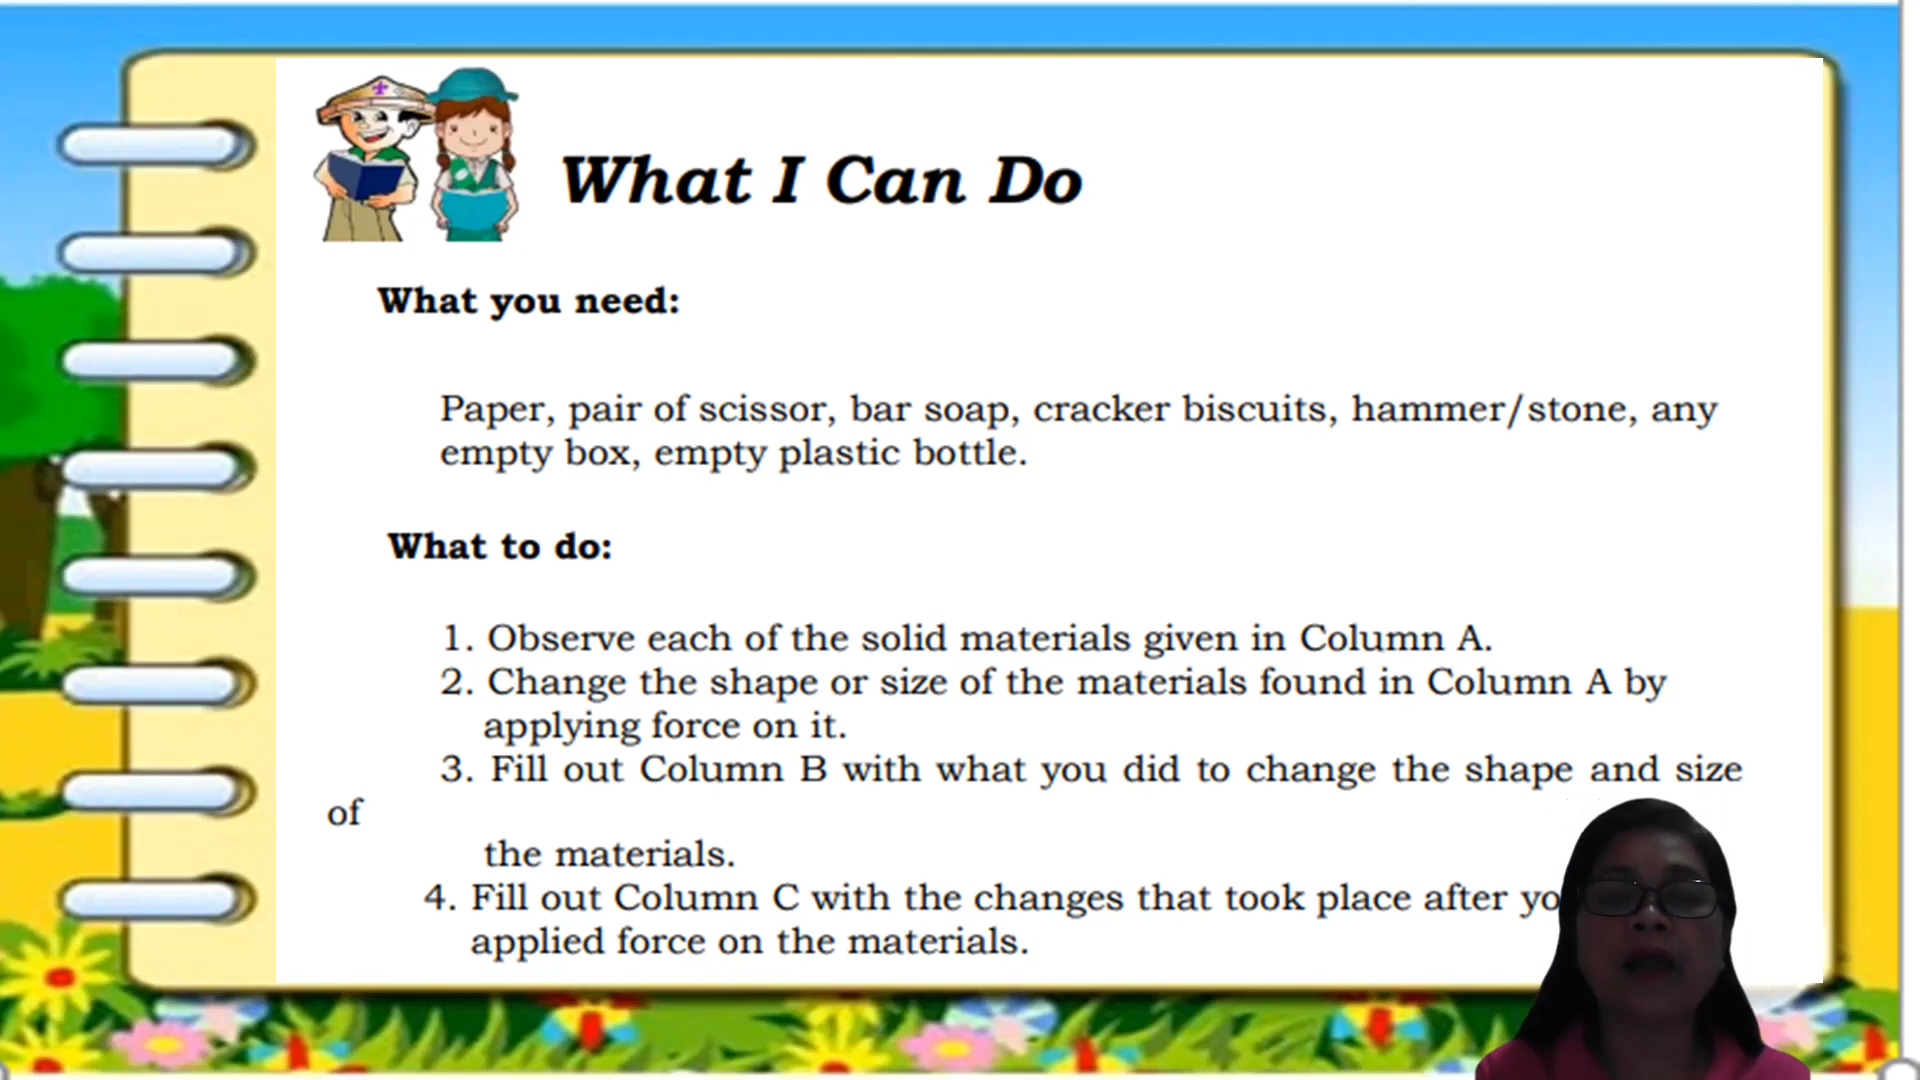 What I Can Do
What you need:
Paper, pair of scissor, bar soap, cracker biscuits, hammer/stone, any
empty box, empty plastic bottle.
What to do:
1. Observe each of the solid materials given in Column A.
2. Change the shape or size of the materials found in Column A by
applying force on it.
3. Fill out Column B with what you did to change the shape and size
of
the materials.
4. Fill out Column C with the changes that took place after yo
applied force on the materials.